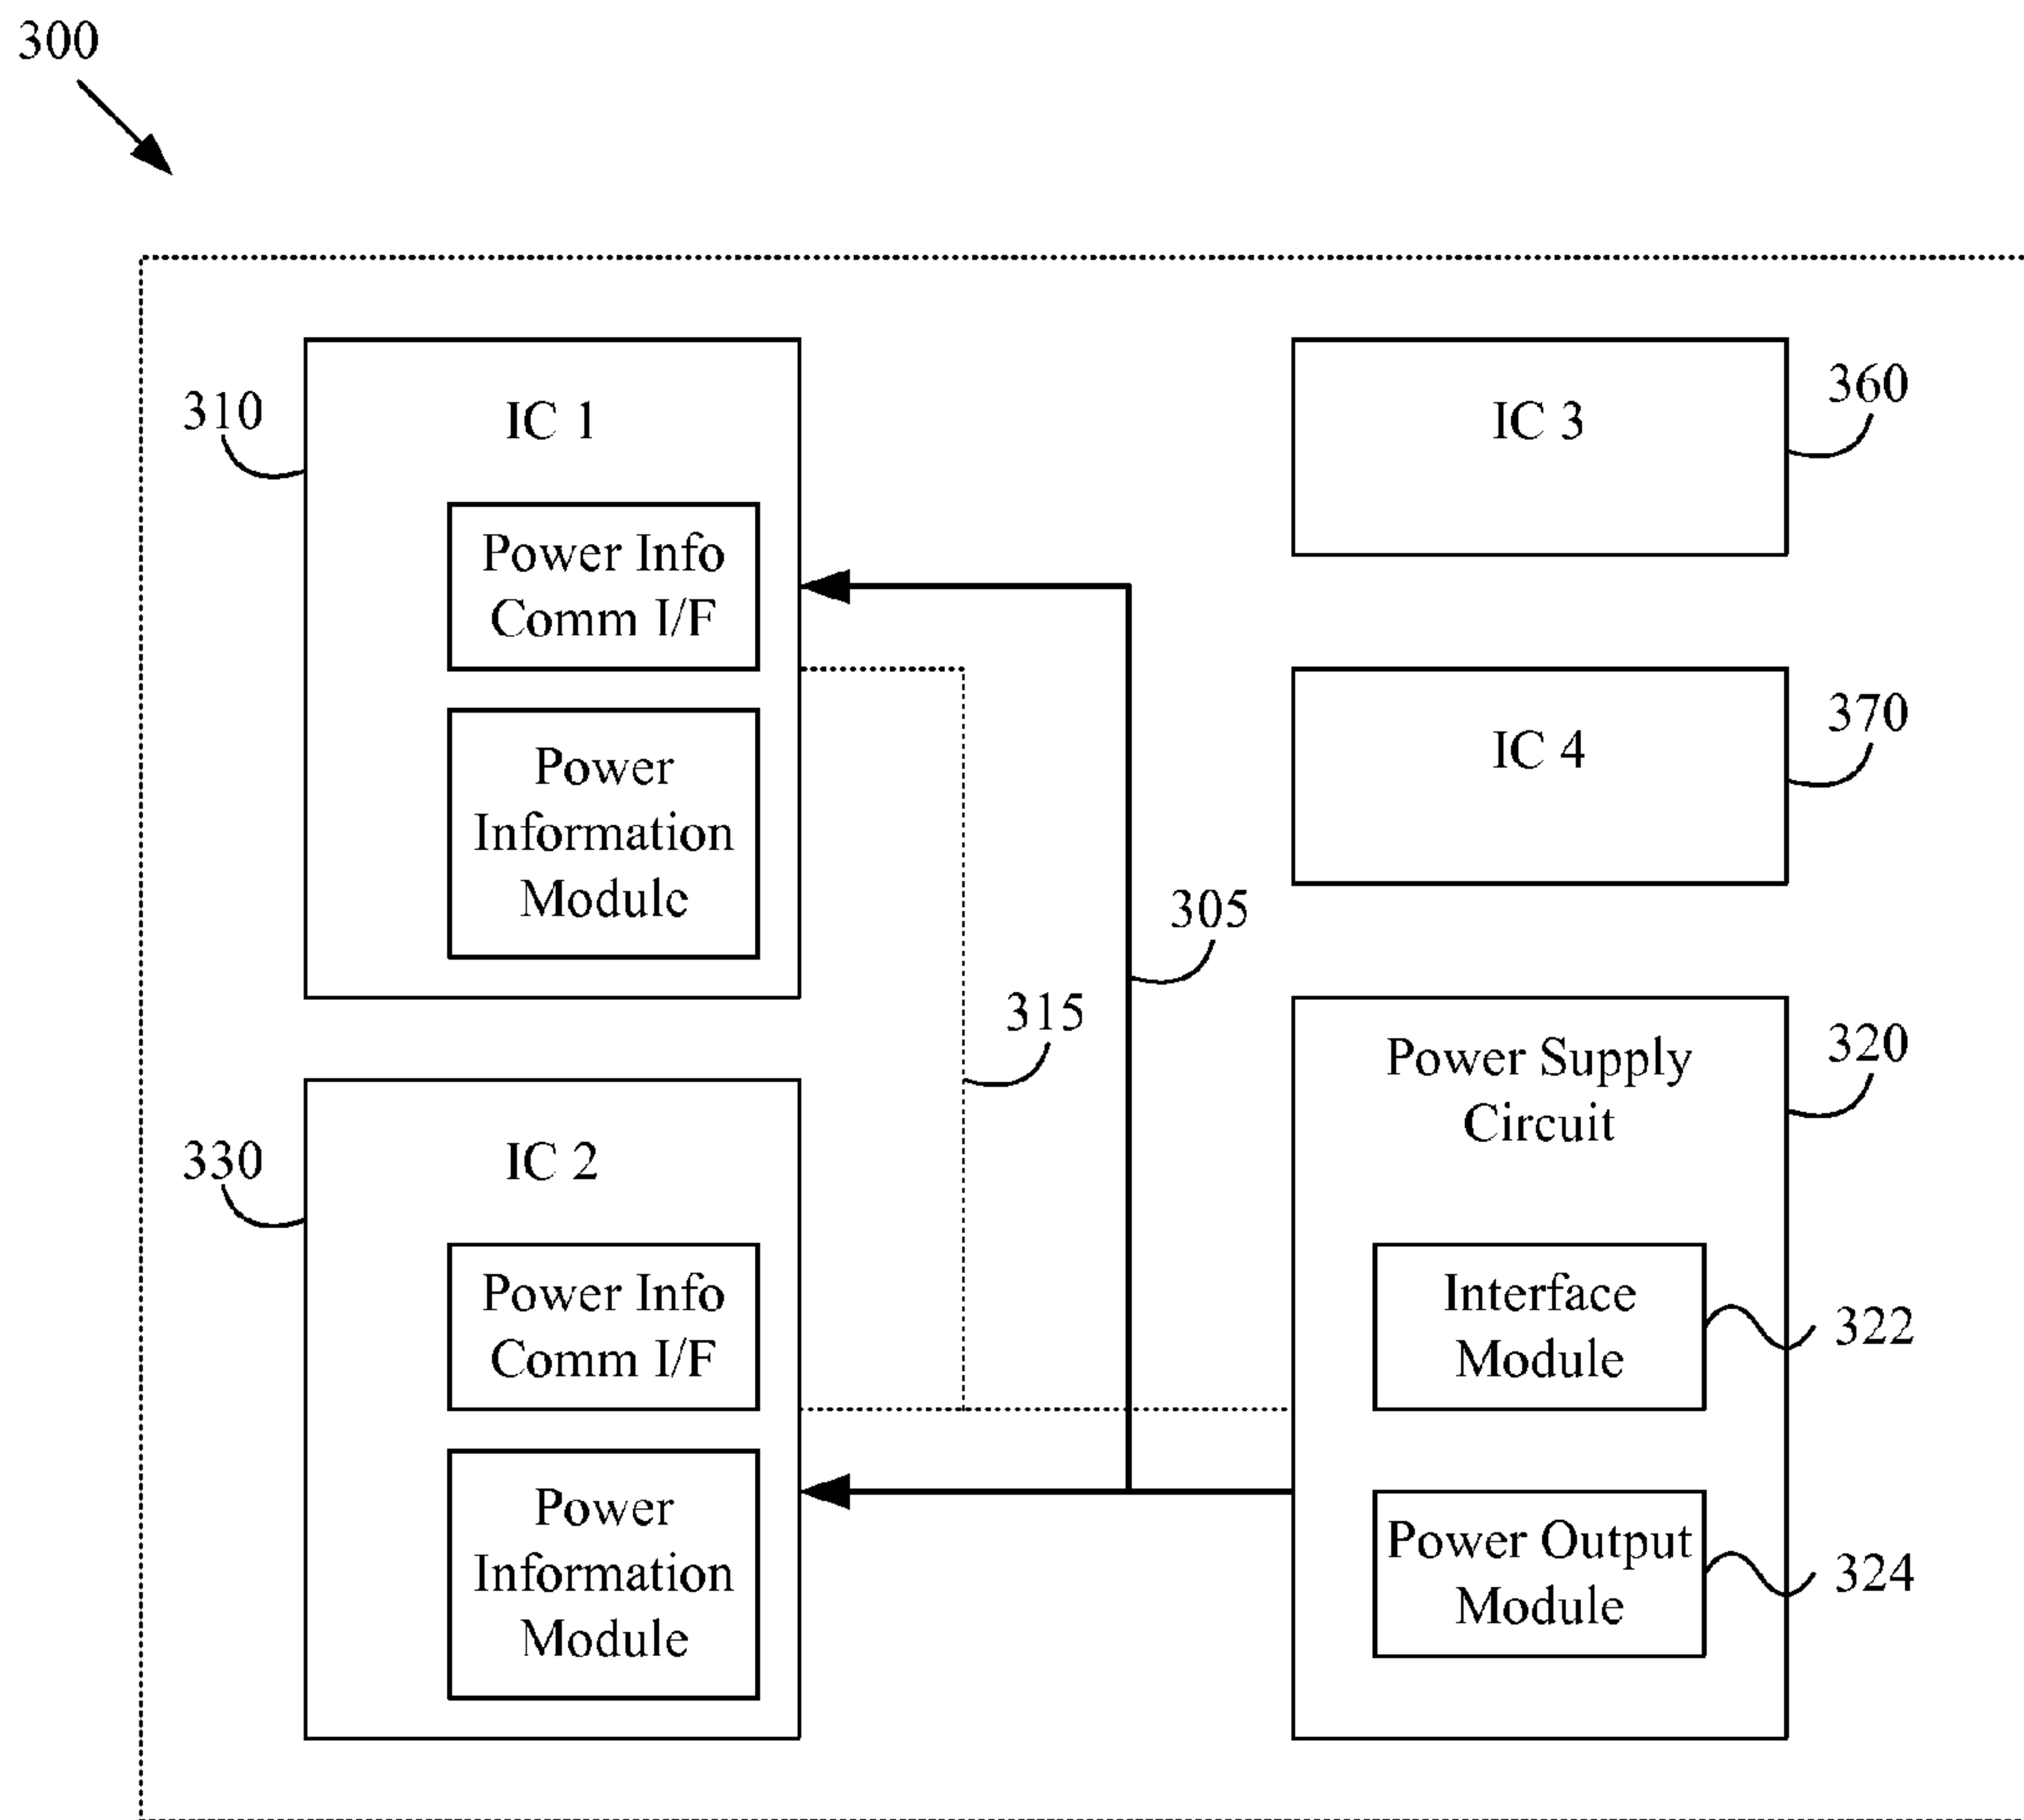 300
310
IC 1
Power Info
Comm I/F
Power
Information
Module
IC 3
360
IC 4
370
305
315
330
IC 2
Power Info
Comm I/F
Power
Information
Module
Power Supply
Circuit
320
Interface
Module
322
Power Output
Module
324